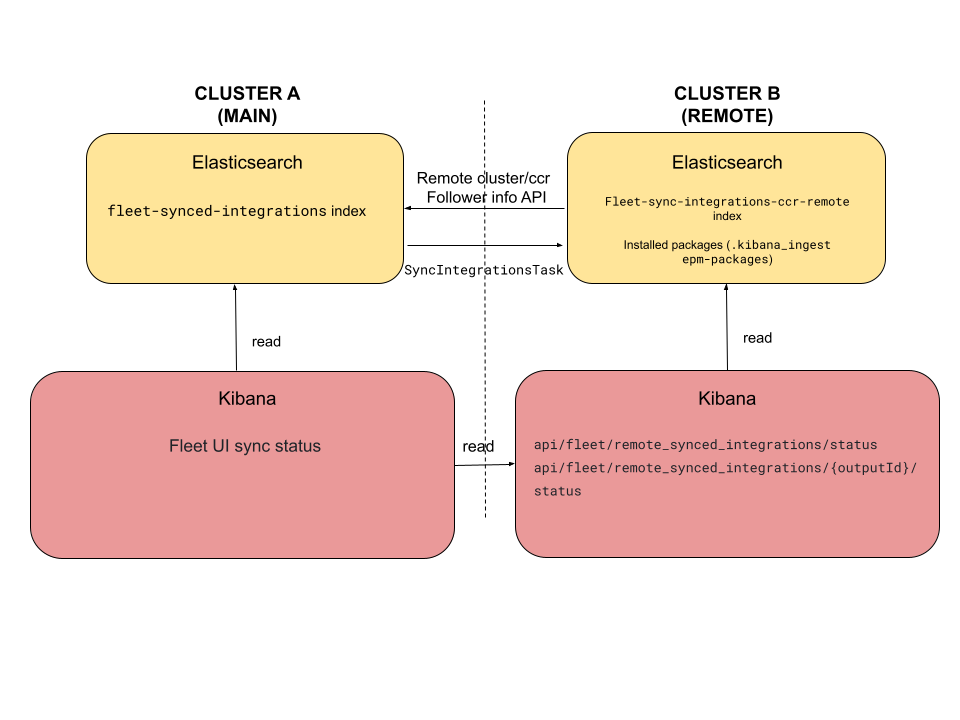 CLUSTER A
(MAIN)
CLUSTER B
(REMOTE)
Elasticsearch
fleet-synced-integrations index
Remote cluster/ccr
Follower info API
SyncIntegrationsTask
Elasticsearch
Fleet-sync-integrations-ccr-remote
index
Installed packages (.kibana_ingest
epm-packages)
read
read
Kibana
Fleet UI sync status
read
Kibana
api/fleet/remote_synced_integrations/status
api/fleet/remote_synced_integrations/{outputId}/
status